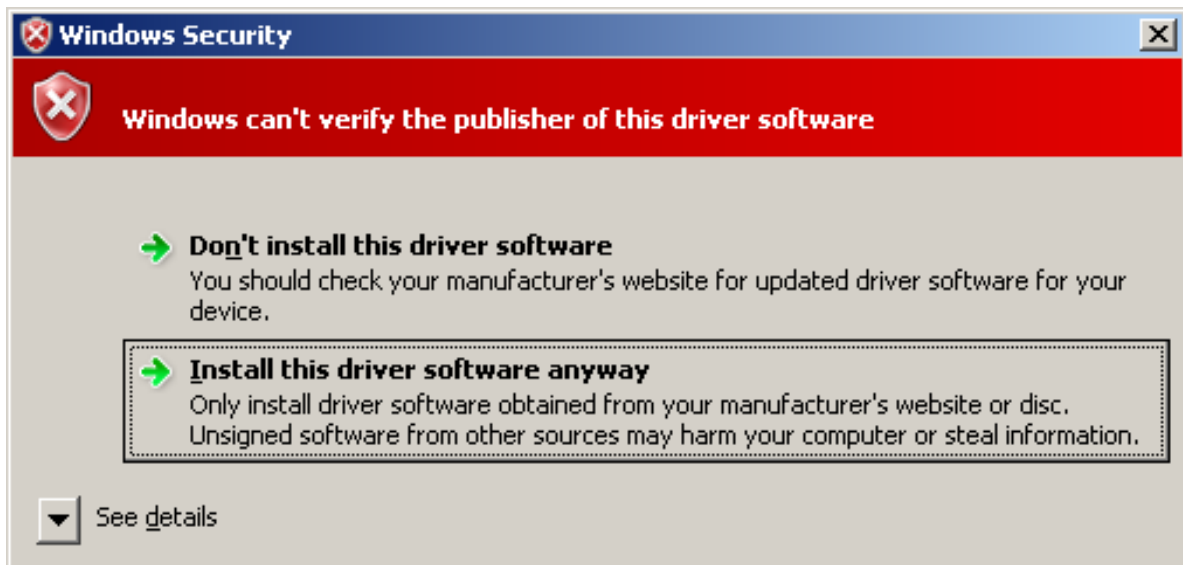 Windows Security
Windows can't verify the publisher of this driver software
Don't install this driver software
You should check your manufacturer's website for updated driver software for your
device.
Install this driver software anyway
Only install driver software obtained from your manufacturer's website or disc.
Unsigned software from other sources may harm your computer or steal information.
See details